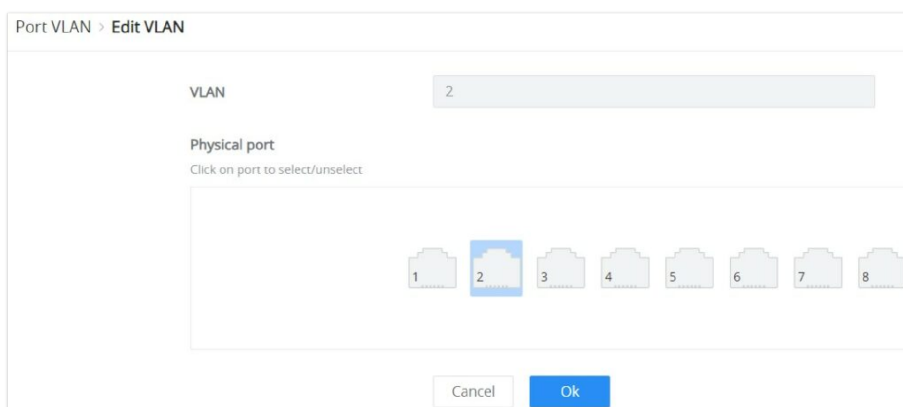 Port VLAN > Edit VLAN
VLAN 2
Physical port
Click on port to select/unselect
1 2 3 4 5 6 7 8
Cancel Ok